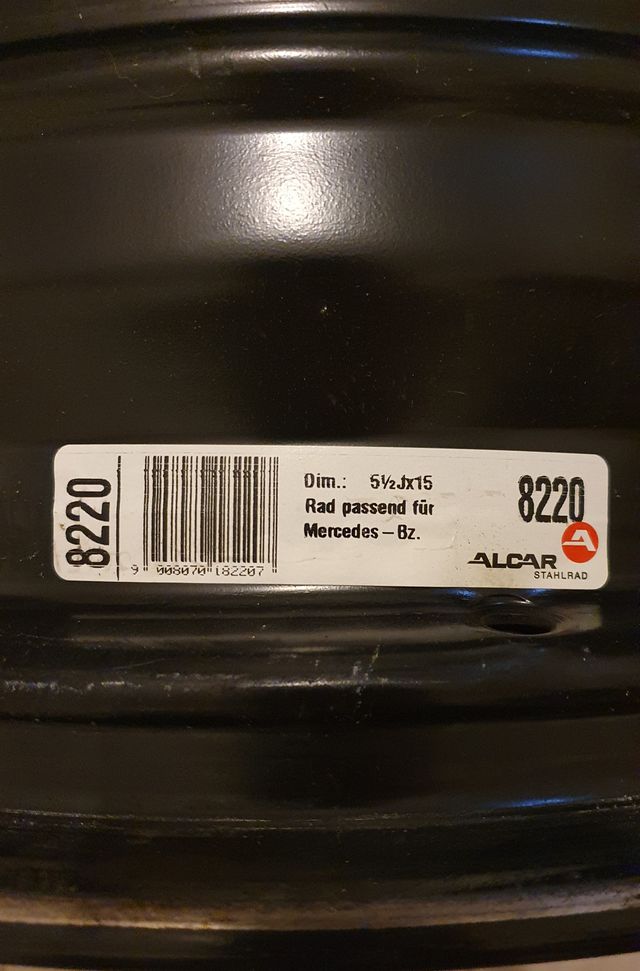 8220
9 008070 182207
Dim.: 5½Jx15
Rad passend für
Mercedes – Bz.
8220
ALCAR
STAHLRAD